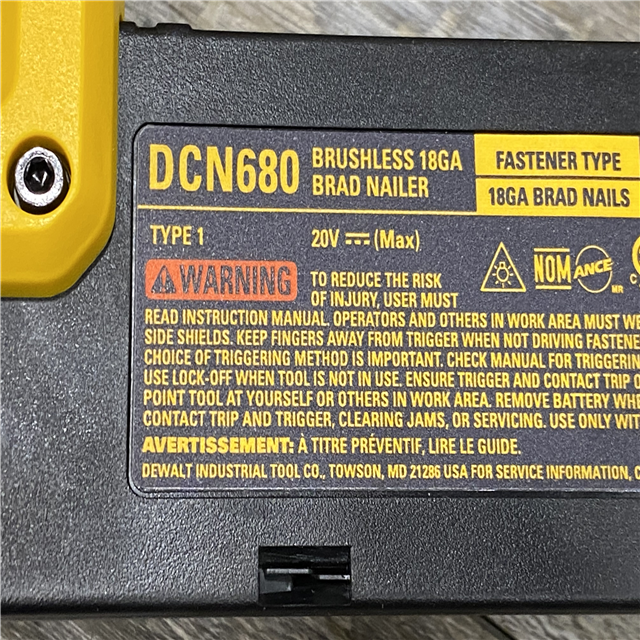 DCN680 BRUSHLESS 18GA
BRAD NAILER
FASTENER TYPE
18GA BRAD NAILS
TYPE 1 20V ⎓ (Max)
WARNING TO REDUCE THE RISK
OF INJURY, USER MUST
NOM ANCE MR
READ INSTRUCTION MANUAL. OPERATORS AND OTHERS IN WORK AREA MUST
SIDE SHIELDS. KEEP FINGERS AWAY FROM TRIGGER WHEN NOT DRIVING
CHOICE OF TRIGGERING METHOD IS IMPORTANT. CHECK MANUAL FOR
USE LOCK-OFF WHEN TOOL IS NOT IN USE. ENSURE TRIGGER AND CONTACT TRIP
POINT TOOL AT YOURSELF OR OTHERS IN WORK AREA. REMOVE BATTERY
CONTACT TRIP AND TRIGGER, CLEARING JAMS, OR SERVICING. USE ONLY
AVERTISSEMENT: À TITRE PRÉVENTIF, LIRE LE GUIDE.
DEWALT INDUSTRIAL TOOL CO., TOWSON, MD 21286 USA FOR SERVICE INFORMATION,